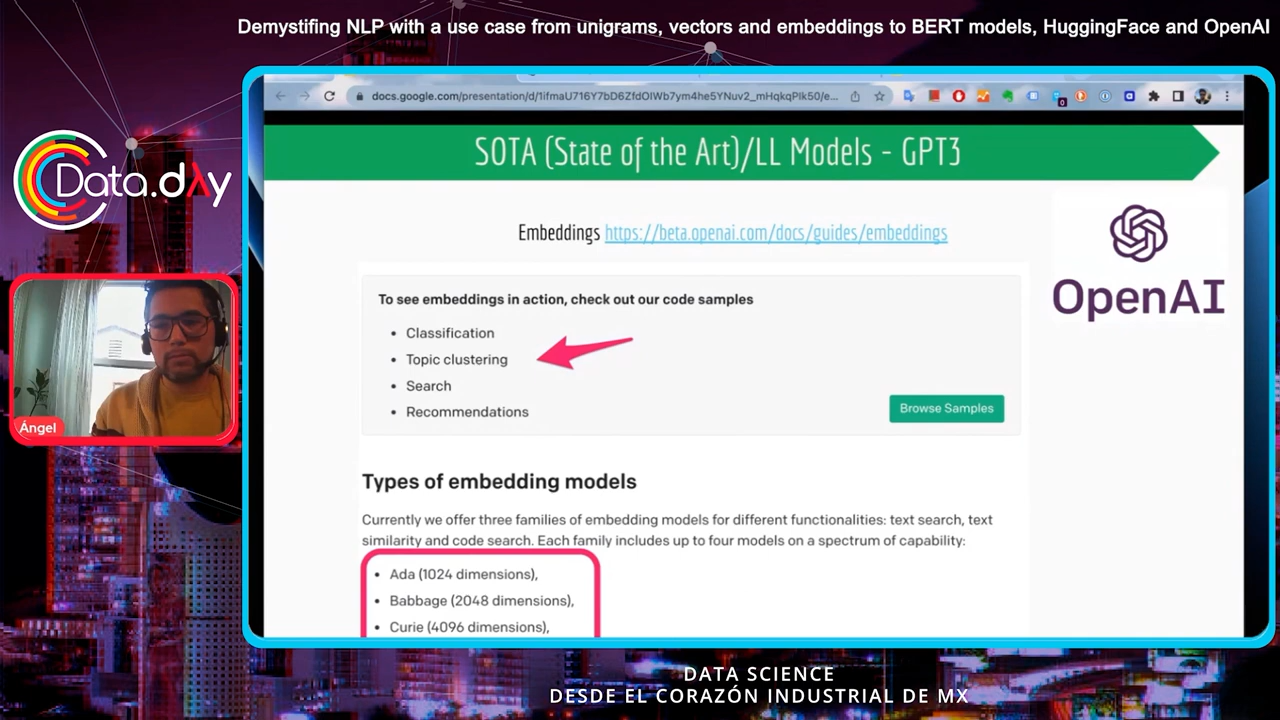 Demystifing NLP with a use case from unigrams, vectors and embeddings to BERT models, HuggingFace and OpenAI
docs.google.com/presentation/d/1ifmaU716Y7bD6ZfdOIWb7ym4he5YNuv2_mHqkqPIk50/e...
Data.dAy
SOTA (State of the Art)/LL Models - GPT3
Embeddings https://beta.openai.com/docs/guides/embeddings
OpenAI
To see embeddings in action, check out our code samples
• Classification
• Topic clustering
• Search
• Recommendations
Browse Samples
Ángel
Types of embedding models
Currently we offer three families of embedding models for different functionalities: text search, text
similarity and code search. Each family includes up to four models on a spectrum of capability:
• Ada (1024 dimensions),
• Babbage (2048 dimensions),
• Curie (4096 dimensions),
DATA SCIENCE
DESDE EL CORAZÓN INDUSTRIAL DE MX